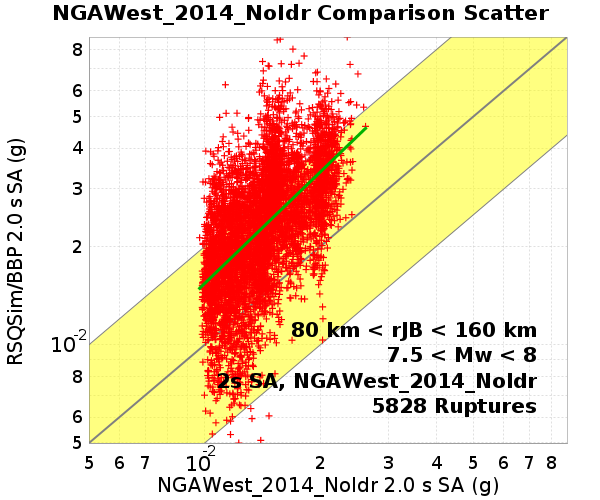 NGAWest_2014_NoIdr Comparison Scatter
8
6
5
4
3
2
10-2
8
7
6
5
RSQSim/BBP 2.0 s SA (g)
80 km < rJB < 160 km
7.5 < Mw < 8
2s SA, NGAWest_2014_NoIdr
5828 Ruptures
5 6 7 8 10-2 2 3 4 5 6 7 8
NGAWest_2014_NoIdr 2.0 s SA (g)